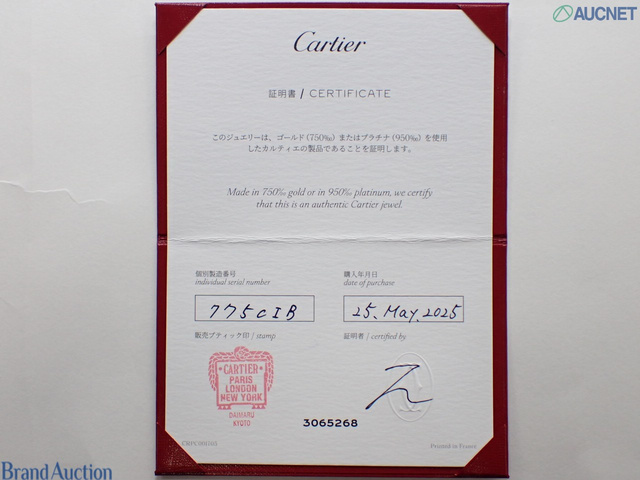 AUCNET
Cartier
証明書 / CERTIFICATE
このジュエリーは、ゴールド（750‰）またはプラチナ（950‰）を使用
したカルティエの製品であることを証明します。
Made in 750‰ gold or in 950‰ platinum, we certify
that this is an authentic Cartier jewel.
個別製造番号
individual serial number
購入年月日
date of purchase
775cIB
25. May. 2025
販売ブティック印 / stamp
証明者 / certified by
CARTIER
PARIS
LONDON
NEW YORK
DAIMARU
KYOTO
3065268
Printed in France
Brand Auction